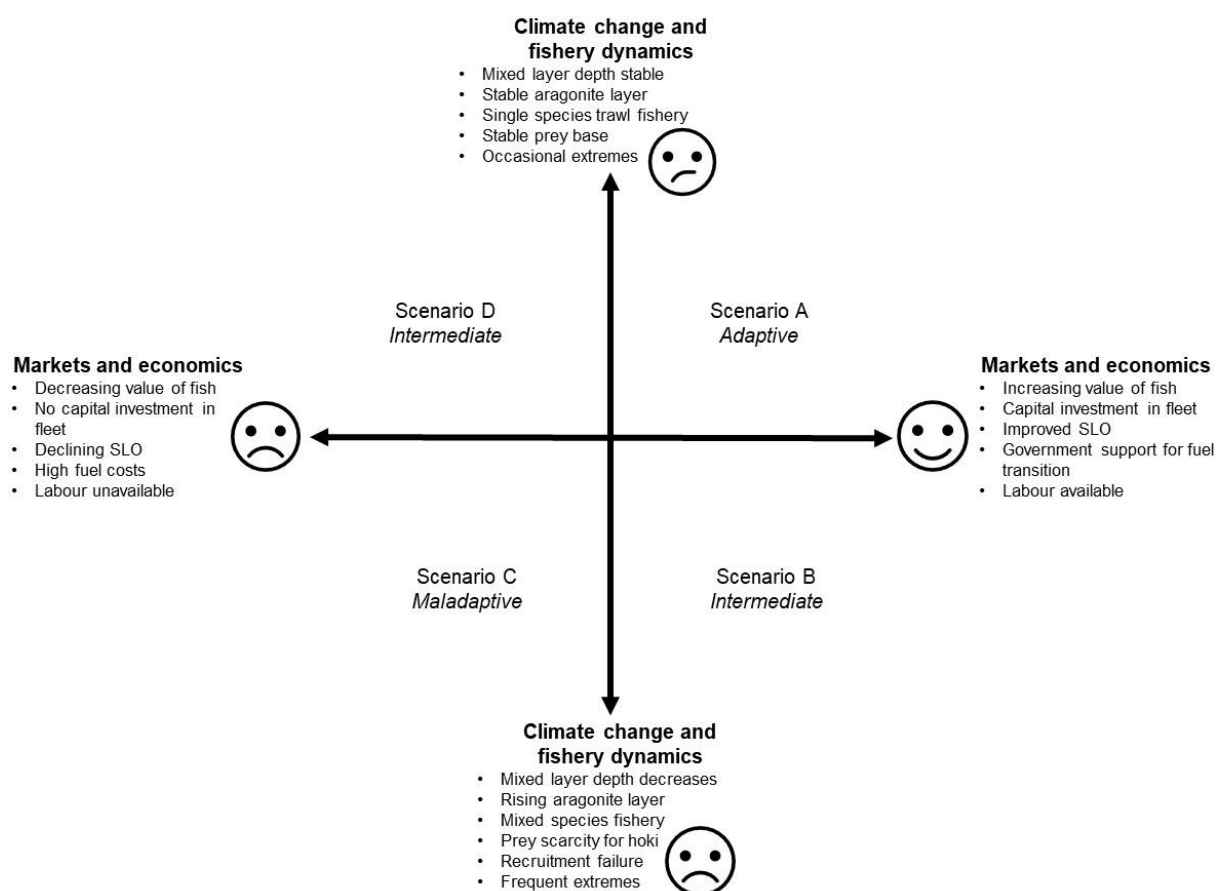 Climate change and
fishery dynamics
• Mixed layer depth stable
• Stable aragonite layer
• Single species trawl fishery
• Stable prey base
• Occasional extremes
Scenario D
Intermediate
Scenario A
Adaptive
Markets and economics
• Decreasing value of fish
• No capital investment in
fleet
• Declining SLO
• High fuel costs
• Labour unavailable
Markets and economics
• Increasing value of fish
• Capital investment in fleet
• Improved SLO
• Government support for fuel
transition
• Labour available
Scenario C
Maladaptive
Scenario B
Intermediate
Climate change and
fishery dynamics
• Mixed layer depth decreases
• Rising aragonite layer
• Mixed species fishery
• Prey scarcity for hoki
• Recruitment failure
• Frequent extremes